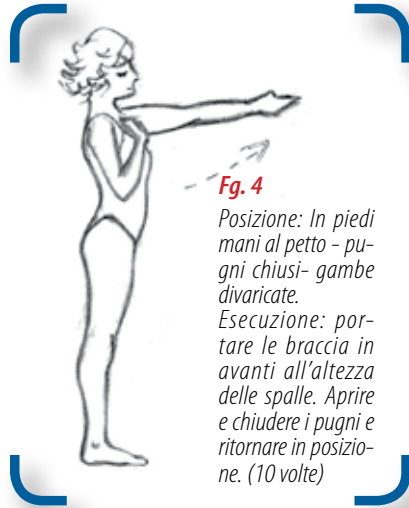 Fg. 4
Posizione: In piedi
mani al petto - pu-
gni chiusi- gambe
divaricate.
Esecuzione: por-
tare le braccia in
avanti all'altezza
delle spalle. Aprire
e chiudere i pugni e
ritornare in posizio-
ne. (10 volte)